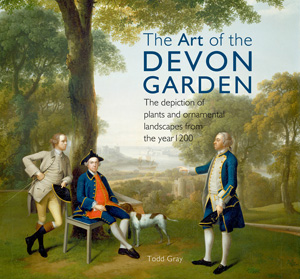 The Art of the
DEVON
GARDEN
The depiction of
plants and ornamental
landscapes from
the year 1200
Todd Gray